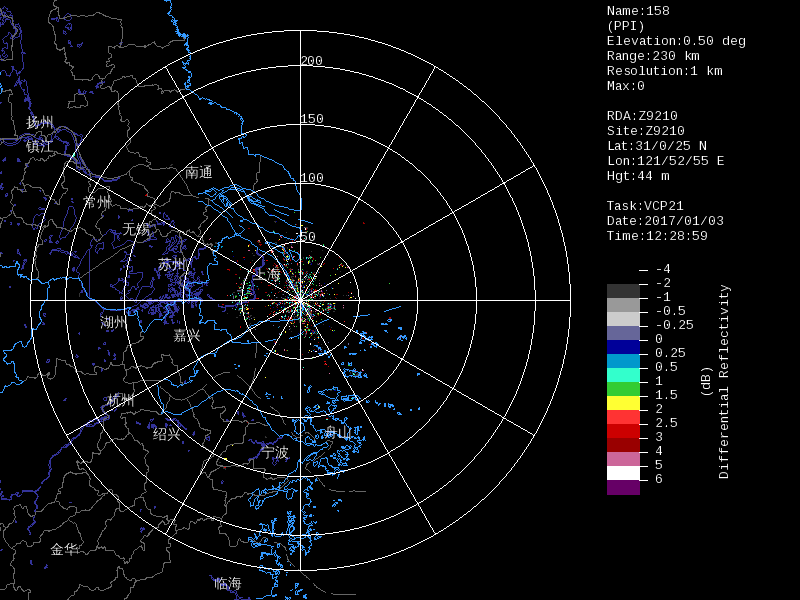 Name:158
(PPI)
Elevation:0.50 deg
Range:230 km
Resolution:1 km
Max:0
RDA:Z9210
Site:Z9210
Lat:31/0/25 N
Lon:121/52/55 E
Hgt:44 m
Task:VCP21
Date:2017/01/03
Time:12:28:59
200
150
100
50
扬州
镇江
南通
常州
无锡
苏州
上海
湖州
嘉兴
杭州
绍兴
舟山
宁波
金华
临海
-4
-2
-1
-0.5
-0.25
0
0.25
0.5
1
1.5
2
2.5
3
4
5
6
(dB)
Differential Reflectivity